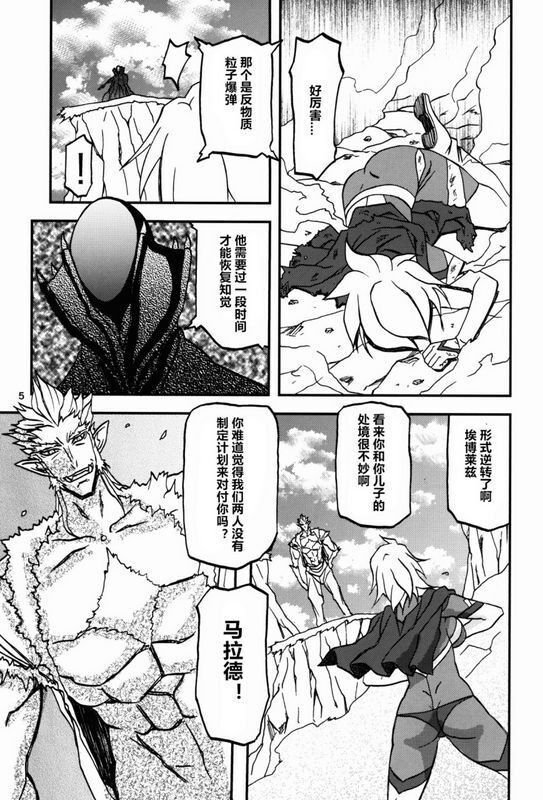 好厉害……
那个是反物质
粒子爆弹
……！
他需要过一段时间
才能恢复知觉
形式逆转了啊
埃博莱兹
看来你和你儿子的
处境很不妙啊
你难道觉得我们两人没有
制定计划来对付你吗？
马拉德！
5